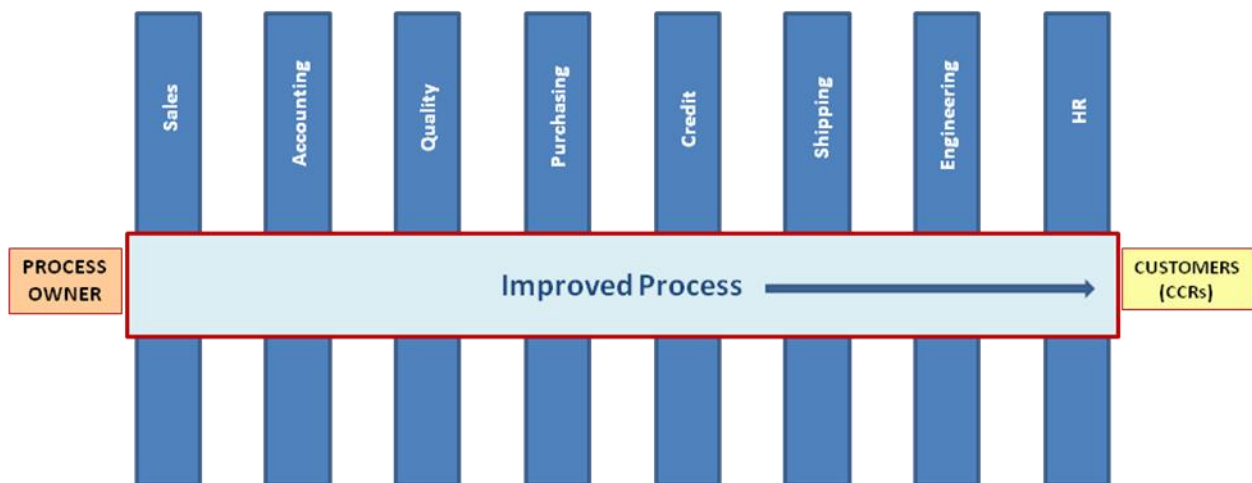 Sales
Accounting
Quality
Purchasing
Credit
Shipping
Engineering
HR
PROCESS
OWNER
Improved Process
CUSTOMERS
(CCRs)